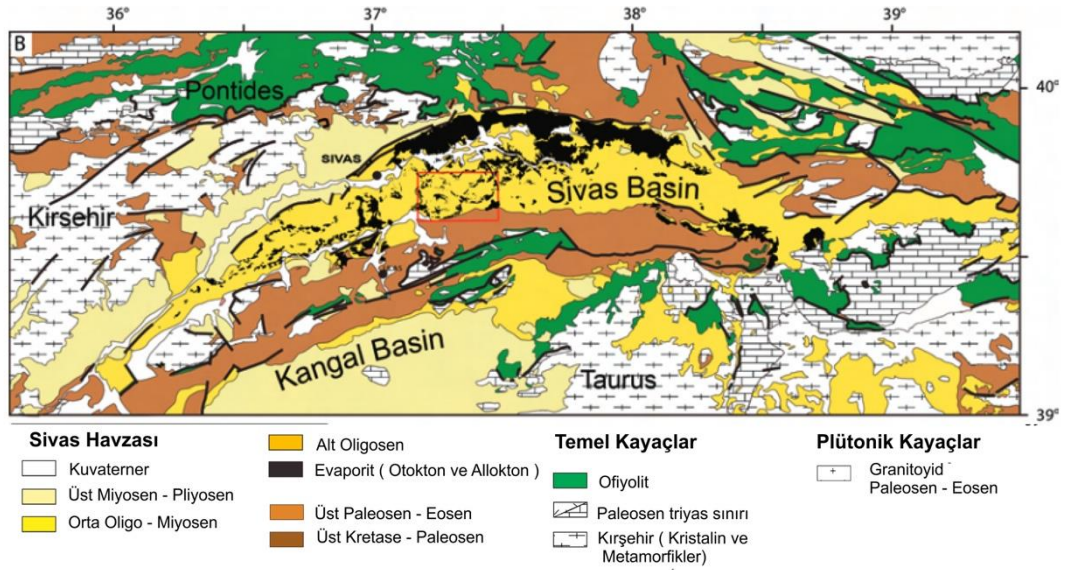 36° 37° 38° 39°
B
40°
Pontides
SIVAS
Sivas Basin
Kirsehir
Kangal Basin
Taurus
39°
Sivas Havzası
Kuvaterner
Üst Miyosen - Pliyosen
Orta Oligo - Miyosen
Alt Oligosen
Evaporit ( Otokton ve Allokton )
Üst Paleosen - Eosen
Üst Kretase - Paleosen
Temel Kayaçlar
Ofiyolit
Paleosen triyas sınırı
Kırşehir ( Kristalin ve
Metamorfikler)
Plütonik Kayaçlar
Granitoyid
Paleosen - Eosen